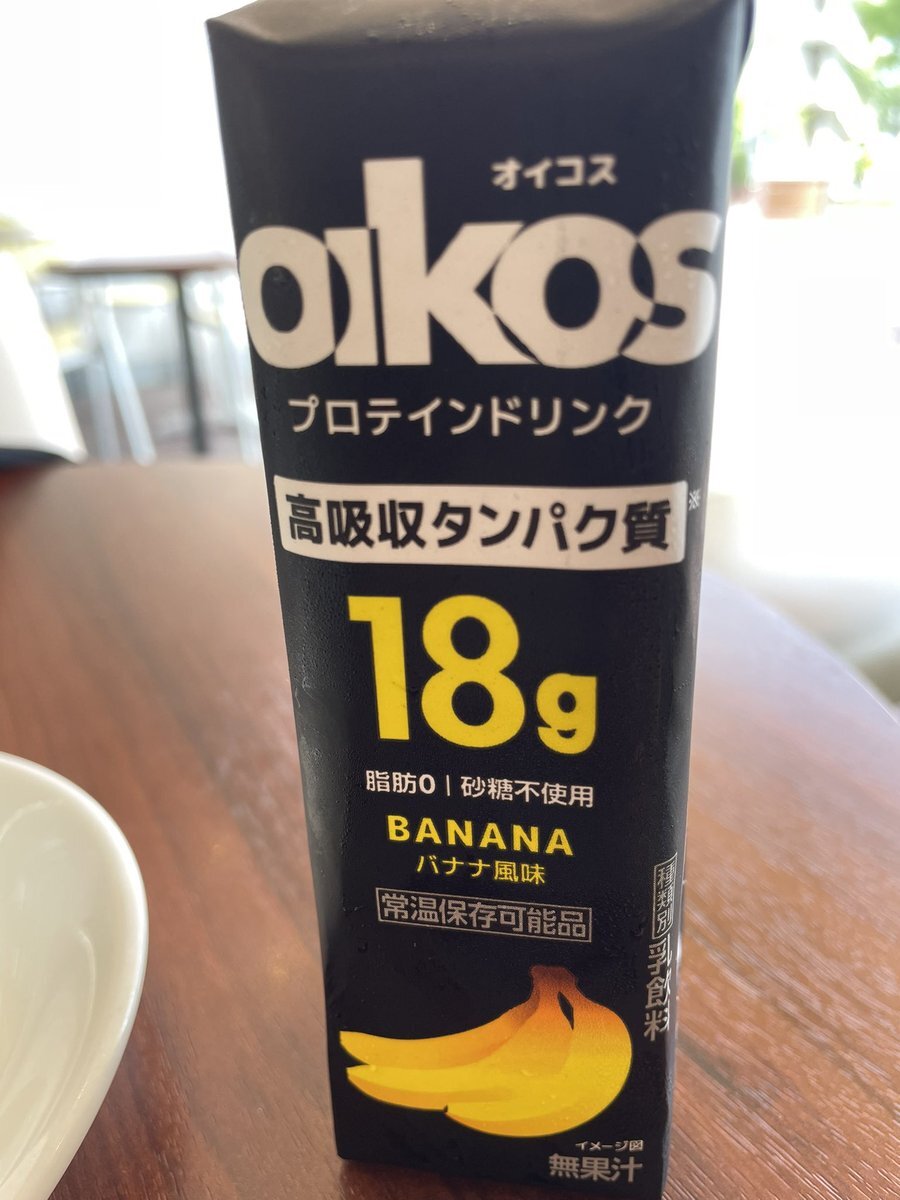 オイコス
oikos
プロテインドリンク
高吸収タンパク質※
18g
脂肪0 | 砂糖不使用
BANANA
バナナ風味
常温保存可能品
種類別 乳飲料
イメージ図
無果汁